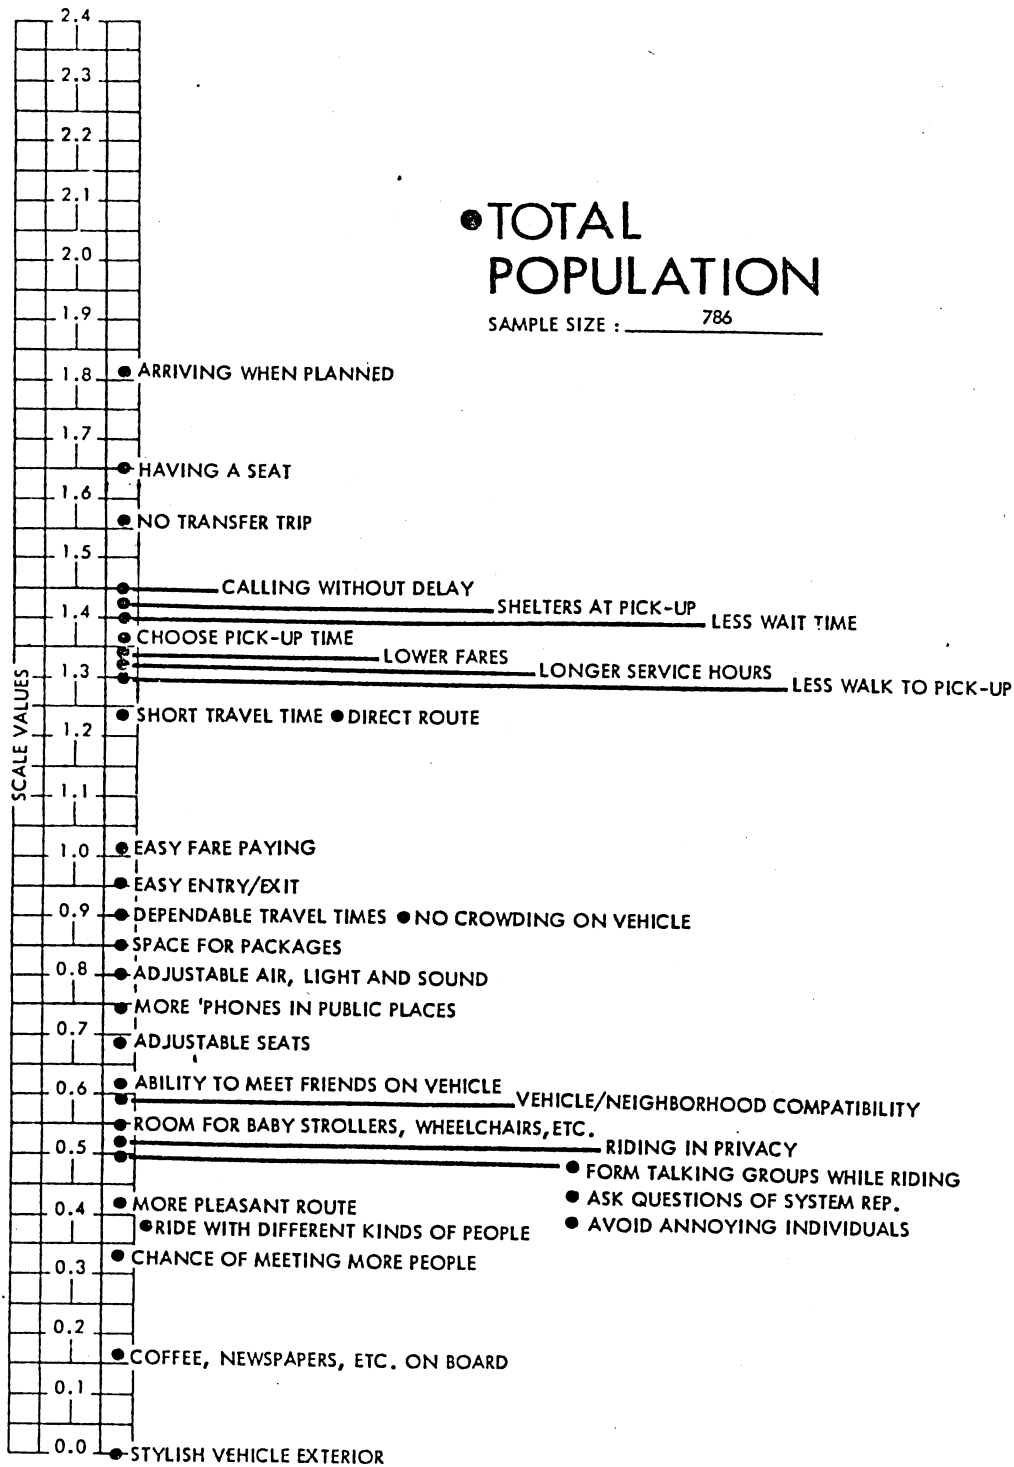 2.4
2.3
2.2
2.1
● TOTAL
POPULATION
2.0
1.9
SAMPLE SIZE : 786
1.8 ● ARRIVING WHEN PLANNED
1.7
● HAVING A SEAT
1.6
● NO TRANSFER TRIP
1.5
● CALLING WITHOUT DELAY
● SHELTERS AT PICK-UP
1.4 ● LESS WAIT TIME
● CHOOSE PICK-UP TIME
● LOWER FARES
● LONGER SERVICE HOURS
1.3 ● LESS WALK TO PICK-UP
SCALE VALUES
● SHORT TRAVEL TIME ● DIRECT ROUTE
1.2
1.1
1.0 ● EASY FARE PAYING
● EASY ENTRY/EXIT
0.9 ● DEPENDABLE TRAVEL TIMES ● NO CROWDING ON VEHICLE
● SPACE FOR PACKAGES
0.8 ● ADJUSTABLE AIR, LIGHT AND SOUND
● MORE 'PHONES IN PUBLIC PLACES
0.7
● ADJUSTABLE SEATS
0.6 ● ABILITY TO MEET FRIENDS ON VEHICLE
● VEHICLE/NEIGHBORHOOD COMPATIBILITY
● ROOM FOR BABY STROLLERS, WHEELCHAIRS, ETC.
● RIDING IN PRIVACY
0.5 ● ● FORM TALKING GROUPS WHILE RIDING
● ASK QUESTIONS OF SYSTEM REP.
● AVOID ANNOYING INDIVIDUALS
● MORE PLEASANT ROUTE
0.4
● RIDE WITH DIFFERENT KINDS OF PEOPLE
● CHANCE OF MEETING MORE PEOPLE
0.3
0.2
● COFFEE, NEWSPAPERS, ETC. ON BOARD
0.1
0.0 ● STYLISH VEHICLE EXTERIOR